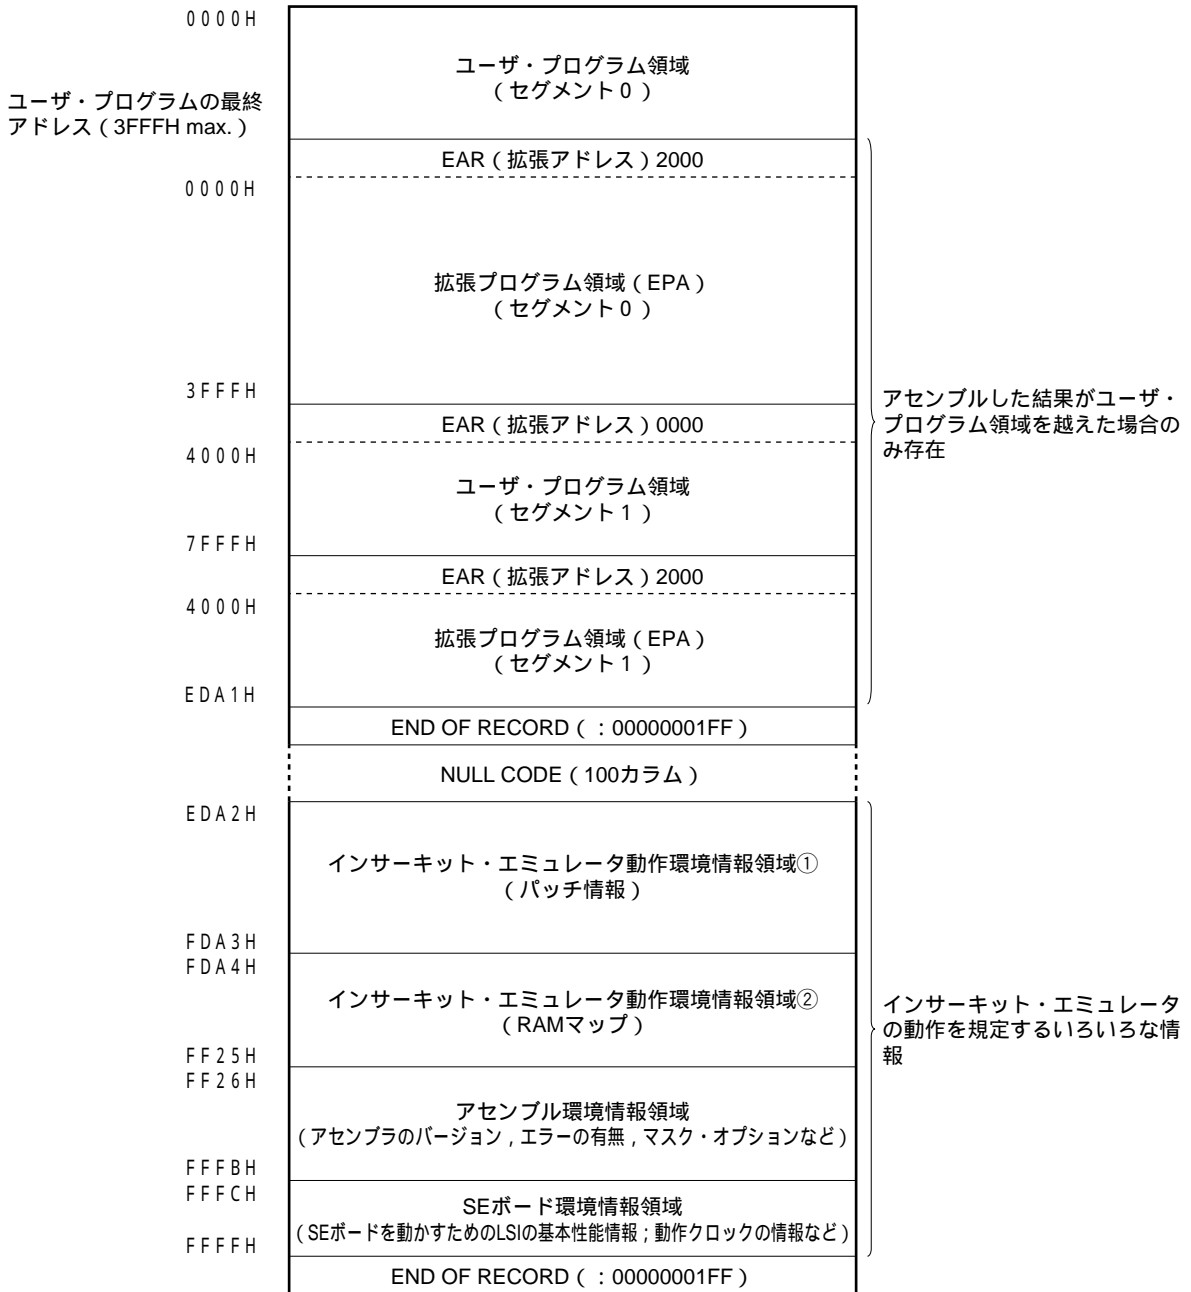 0000H
ユーザ・プログラム領域
(セグメント0)
ユーザ・プログラムの最終
アドレス(3FFFH max.)
EAR(拡張アドレス)2000
0000H
拡張プログラム領域(EPA)
(セグメント0)
3FFFH
アセンブルした結果がユーザ・
プログラム領域を越えた場合の
み存在
EAR(拡張アドレス)0000
4000H
ユーザ・プログラム領域
(セグメント1)
7FFFH
EAR(拡張アドレス)2000
4000H
拡張プログラム領域(EPA)
(セグメント1)
EDA1H
END OF RECORD(:00000001FF)
NULL CODE(100カラム)
EDA2H
インサーキット・エミュレータ動作環境情報領域①
(パッチ情報)
FDA3H
FDA4H
インサーキット・エミュレータ動作環境情報領域②
(RAMマップ)
インサーキット・エミュレータ
の動作を規定するいろいろな情
報
FF25H
FF26H
アセンブル環境情報領域
(アセンブラのバージョン,エラーの有無,マスク・オプションなど)
FFFBH
FFFCH
SEボード環境情報領域
(SEボードを動かすためのLSIの基本性能情報;動作クロックの情報など)
FFFFH
END OF RECORD(:00000001FF)